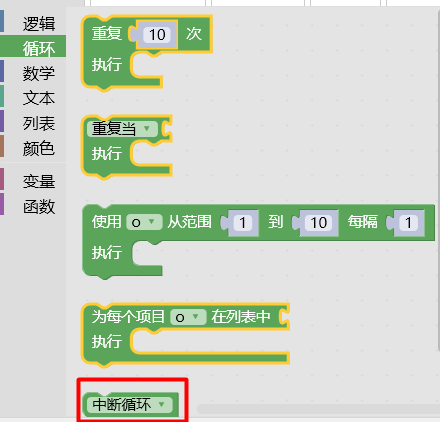 逻辑
循环
数学
文本
列表
颜色
变量
函数
重复 10 次
执行
重复当
执行
使用 o 从范围 1 到 10 每隔 1
执行
为每个项目 o 在列表中
执行
中断循环